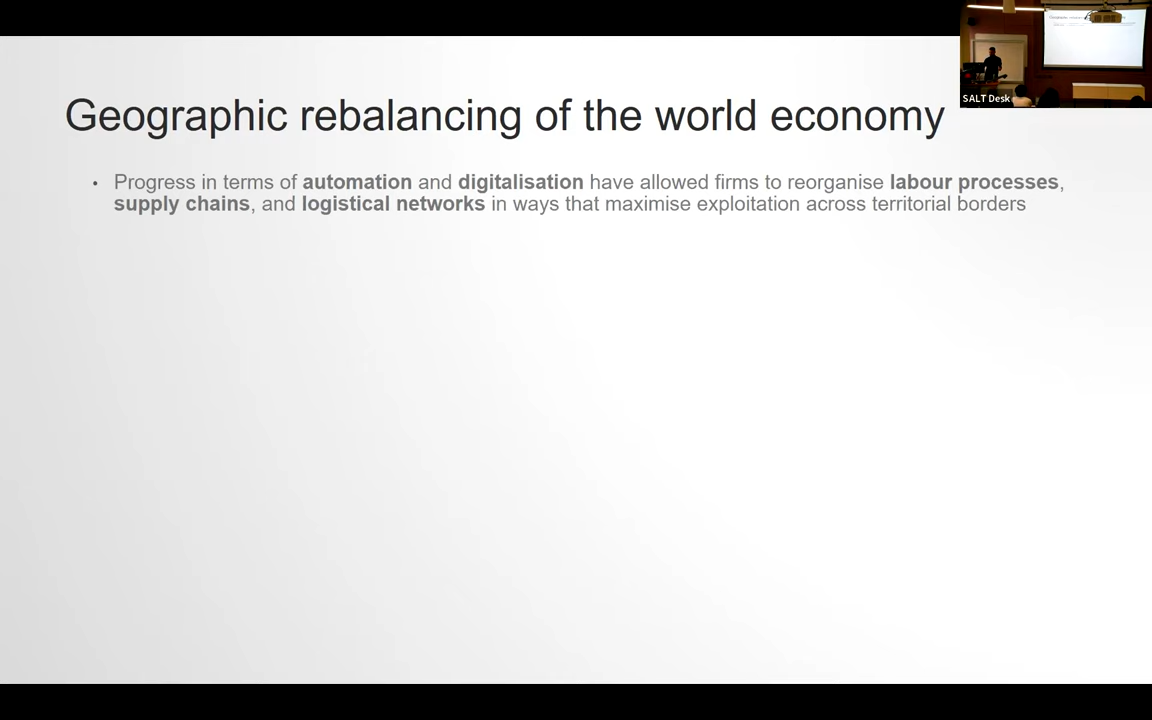 Geographic rebalancing of the world economy
• Progress in terms of automation and digitalisation have allowed firms to reorganise labour processes,
supply chains, and logistical networks in ways that maximise exploitation across territorial borders
SALT Desk